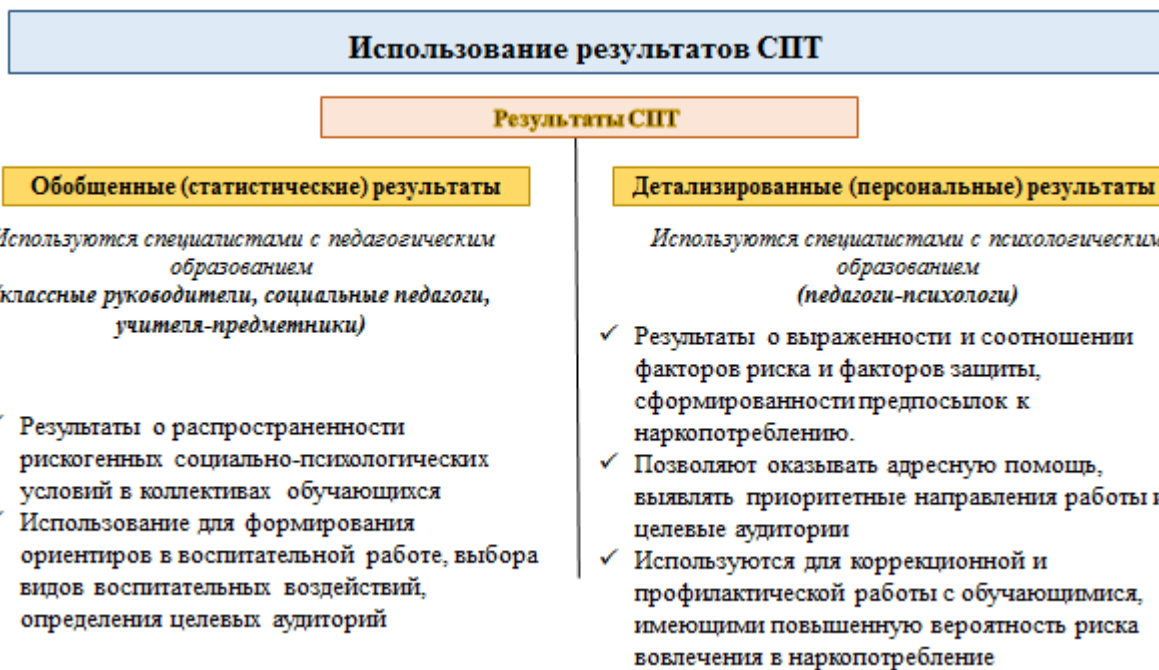 Использование результатов СПТ
Результаты СПТ
Обобщенные (статистические) результаты
Используются специалистами с педагогическим
образованием
(классные руководители, социальные педагоги,
учителя-предметники)
✓ Результаты о распространенности
рискогенных социально-психологических
условий в коллективах обучающихся
✓ Использование для формирования
ориентиров в воспитательной работе, выбора
видов воспитательных воздействий,
определения целевых аудиторий
Детализированные (персональные) результаты
Используются специалистами с психологическим
образованием
(педагоги-психологи)
✓ Результаты о выраженности и соотношении
факторов риска и факторов защиты,
сформированности предпосылок к
наркопотреблению.
✓ Позволяют оказывать адресную помощь,
выявлять приоритетные направления работы и
целевые аудитории
✓ Используются для коррекционной и
профилактической работы с обучающимися,
имеющими повышенную вероятность риска
вовлечения в наркопотребление